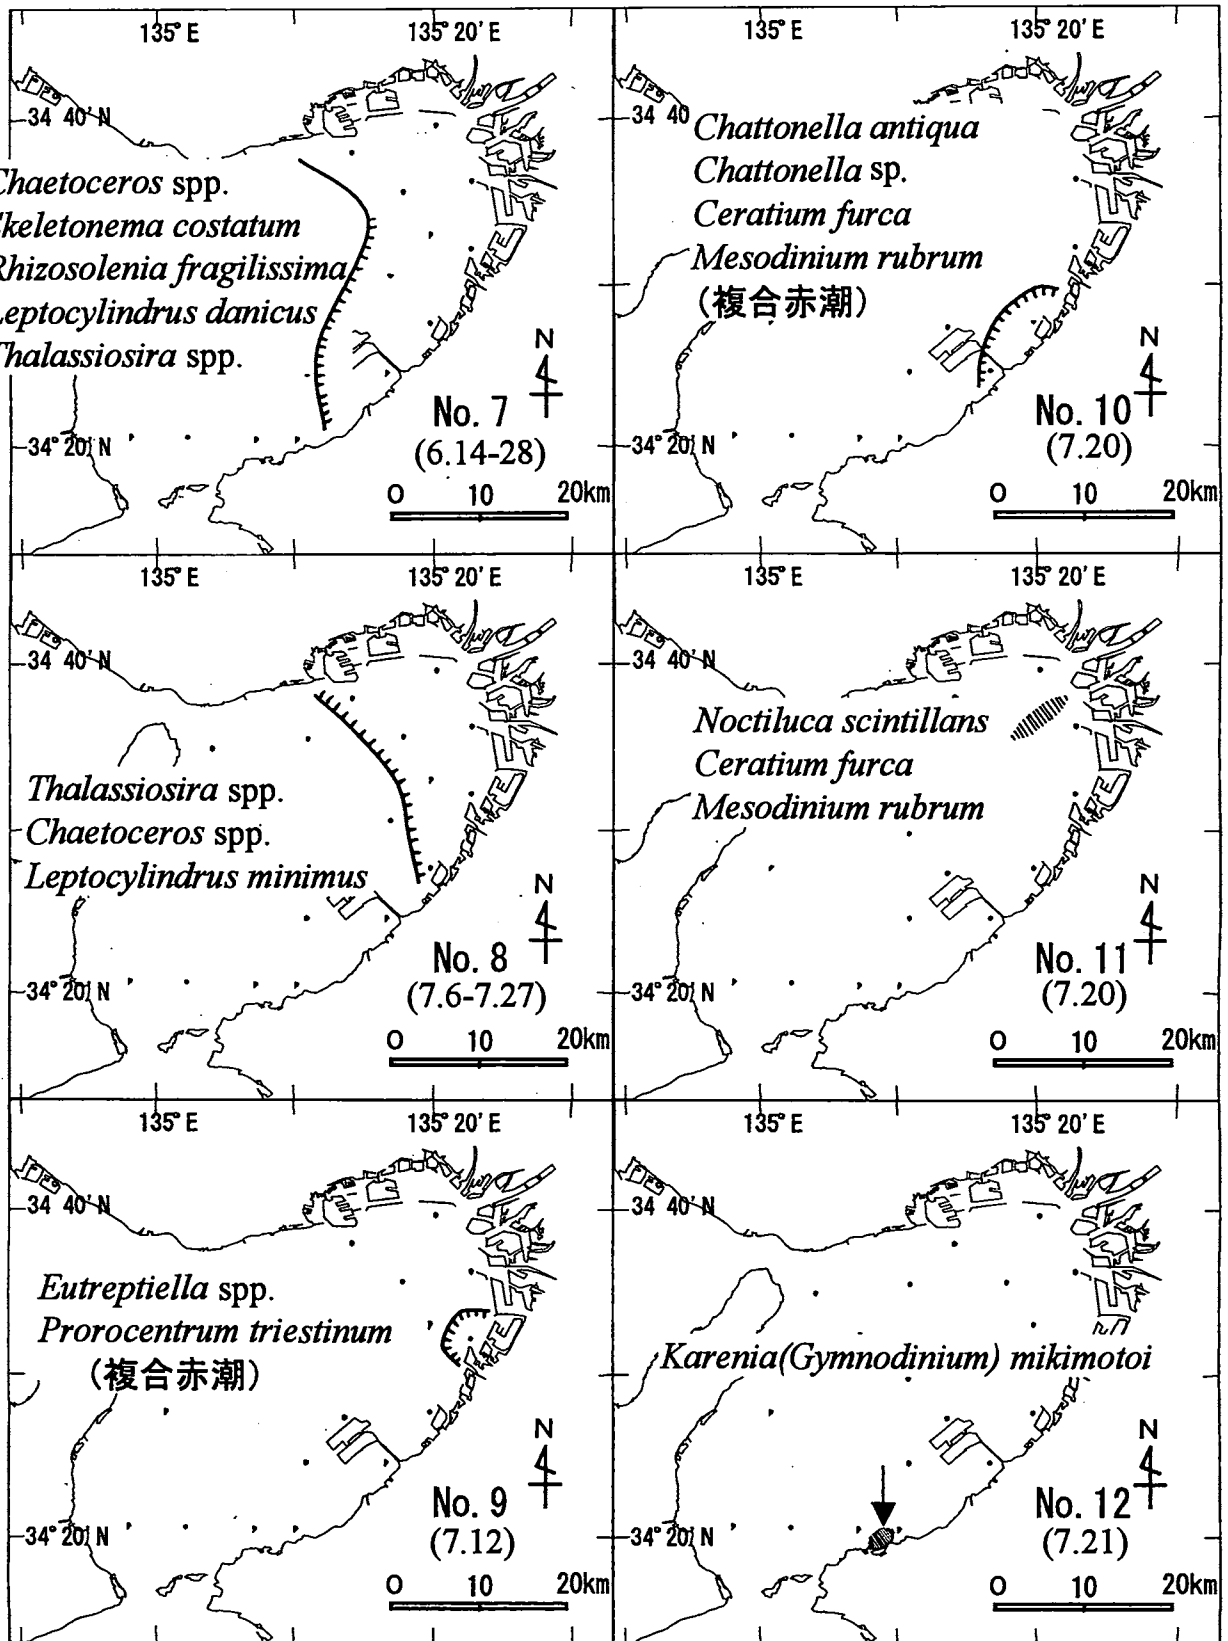 135° E
135° 20' E
34 40' N
Chaetoceros spp.
Skeletonema costatum
Rhizosolenia fragilissima
Leptocylindrus danicus
Thalassiosira spp.
34° 20' N
N
No. 7
(6.14-28)
0 10 20km
135° E
135° 20' E
34 40
Chattonella antiqua
Chattonella sp.
Ceratium furca
Mesodinium rubrum
(複合赤潮)
34° 20' N
N
No. 10
(7.20)
0 10 20km
135° E
135° 20' E
34 40' N
Thalassiosira spp.
Chaetoceros spp.
Leptocylindrus minimus
34° 20' N
N
No. 8
(7.6-7.27)
0 10 20km
135° E
135° 20' E
34 40' N
Noctiluca scintillans
Ceratium furca
Mesodinium rubrum
34° 20' N
N
No. 11
(7.20)
0 10 20km
135° E
135° 20' E
34 40' N
Eutreptiella spp.
Prorocentrum triestinum
(複合赤潮)
34° 20' N
N
No. 9
(7.12)
0 10 20km
135° E
135° 20' E
34 40' N
Karenia(Gymnodinium) mikimotoi
34° 20' N
N
No. 12
(7.21)
0 10 20km